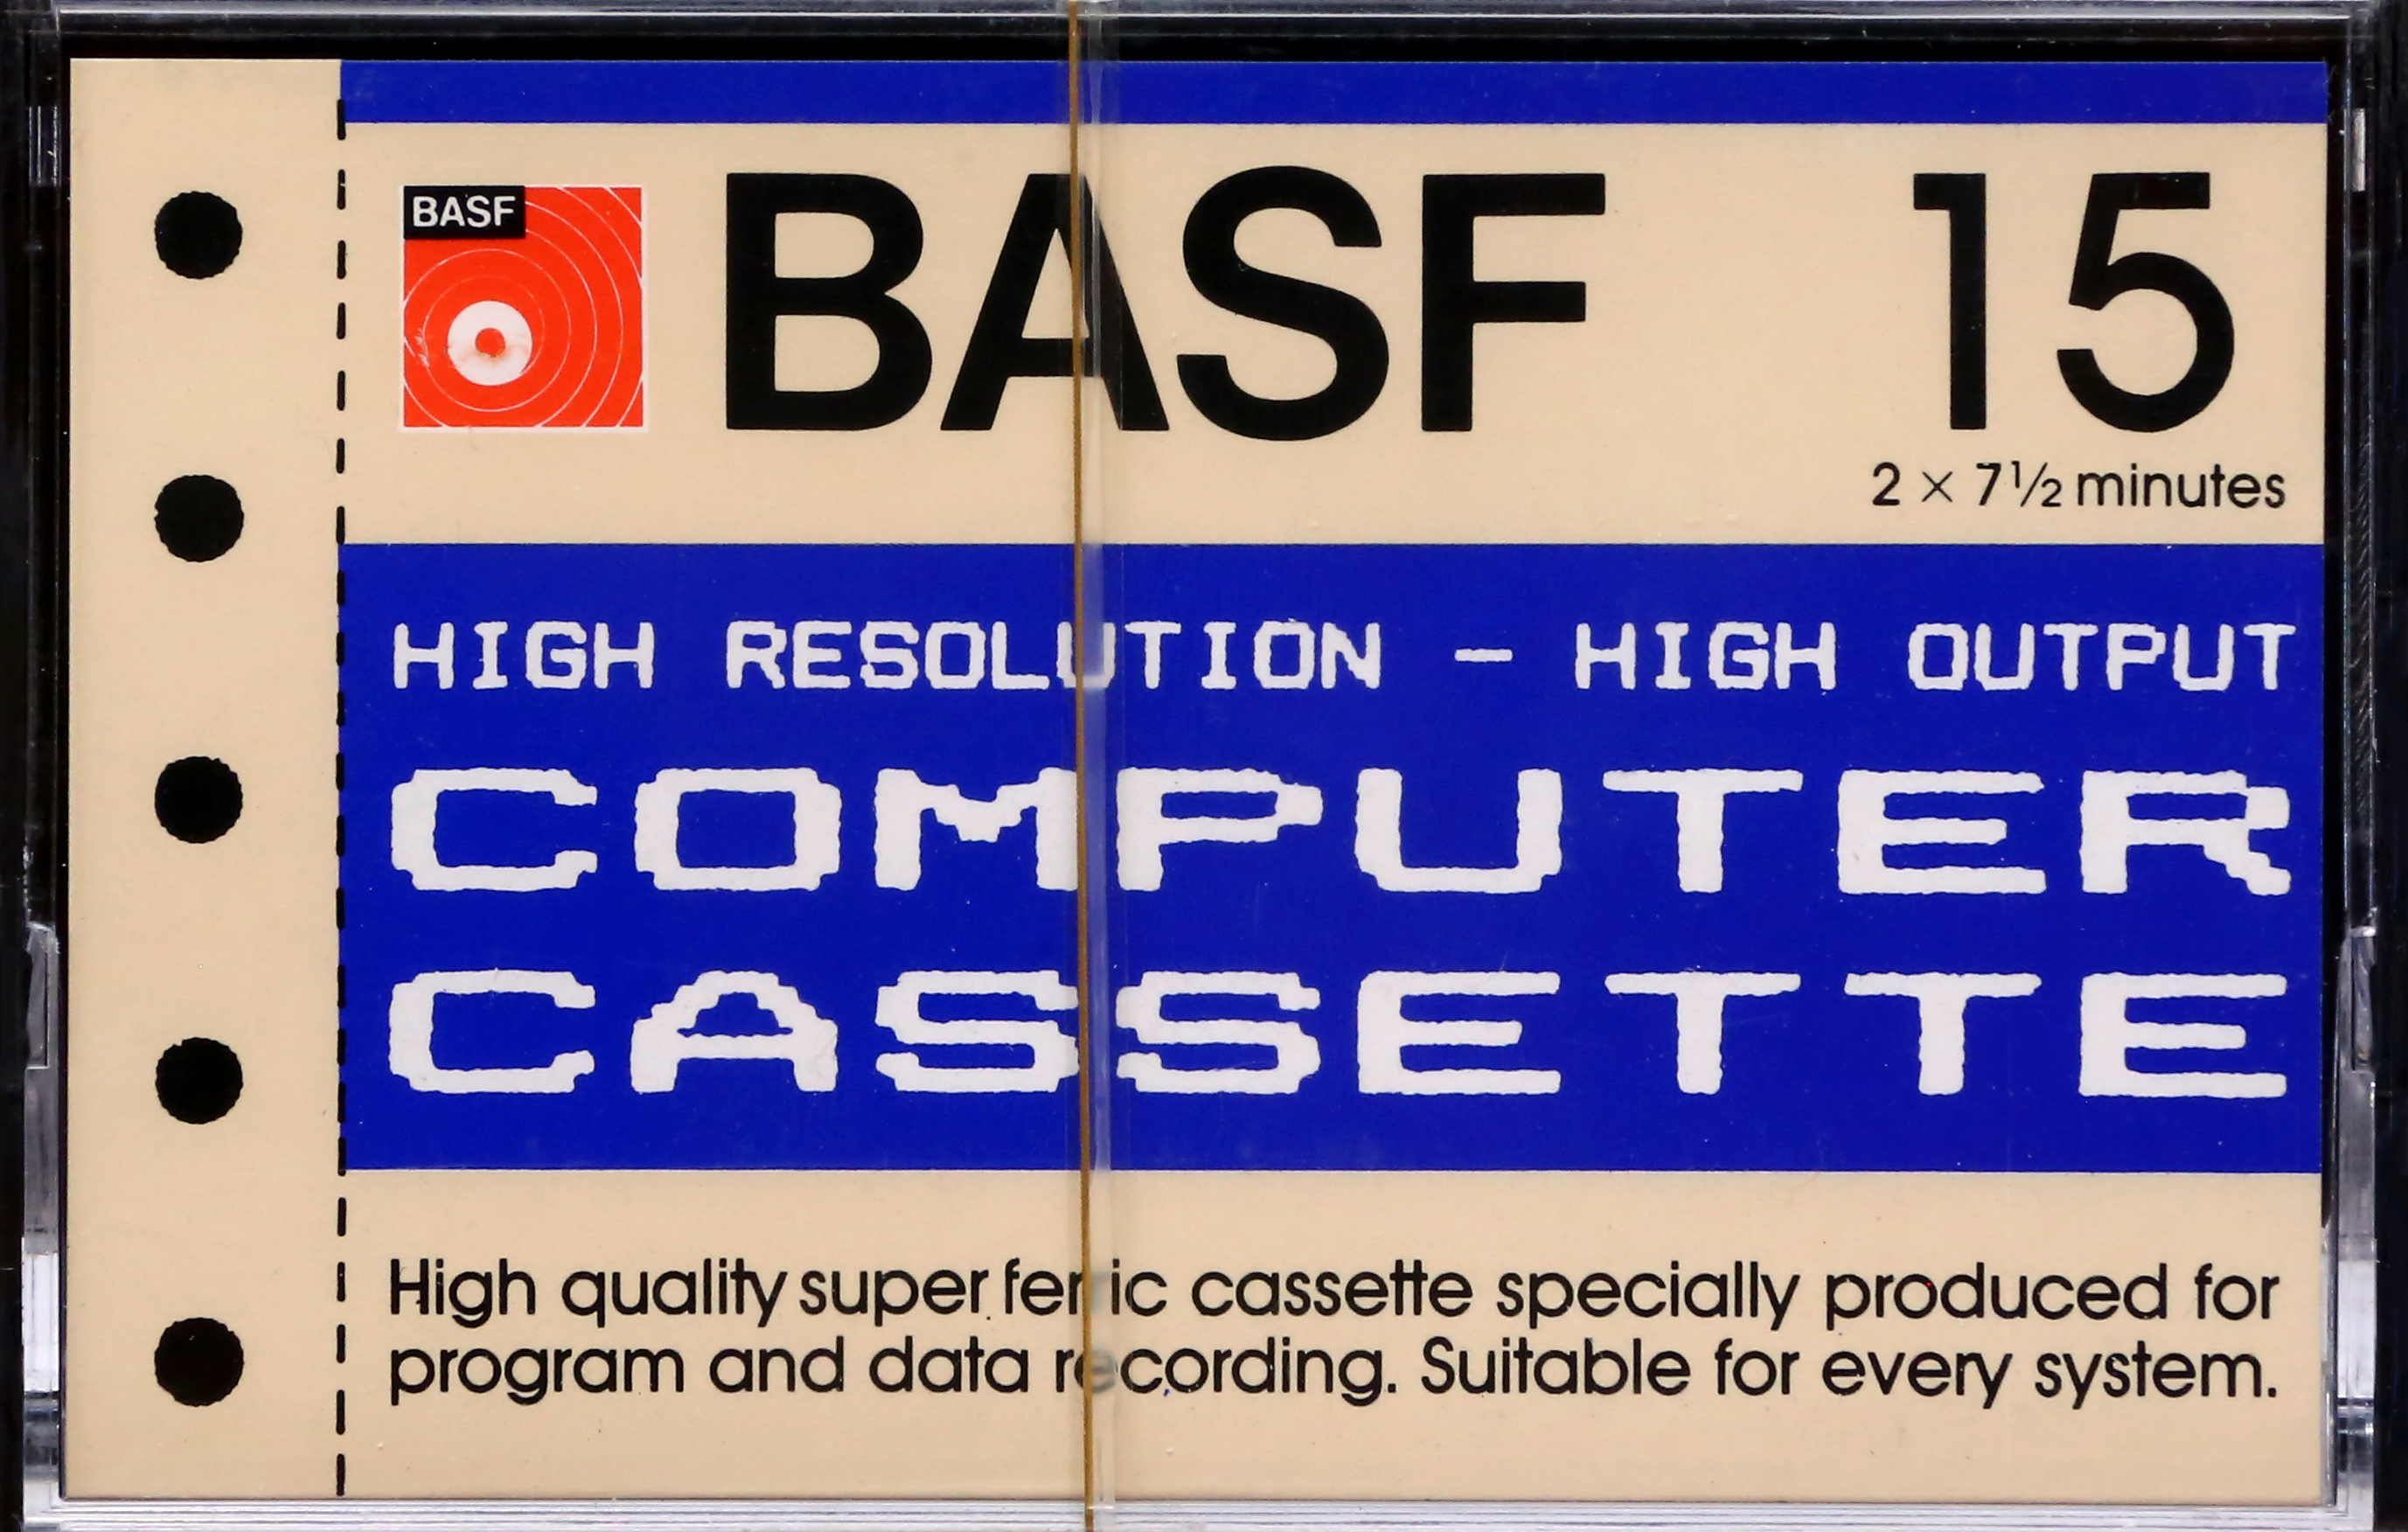 BASF
BASF 15
2 × 7½ minutes
HIGH RESOLUTION - HIGH OUTPUT
COMPUTER
CASSETTE
High quality super ferric cassette specially produced for
program and data recording. Suitable for every system.